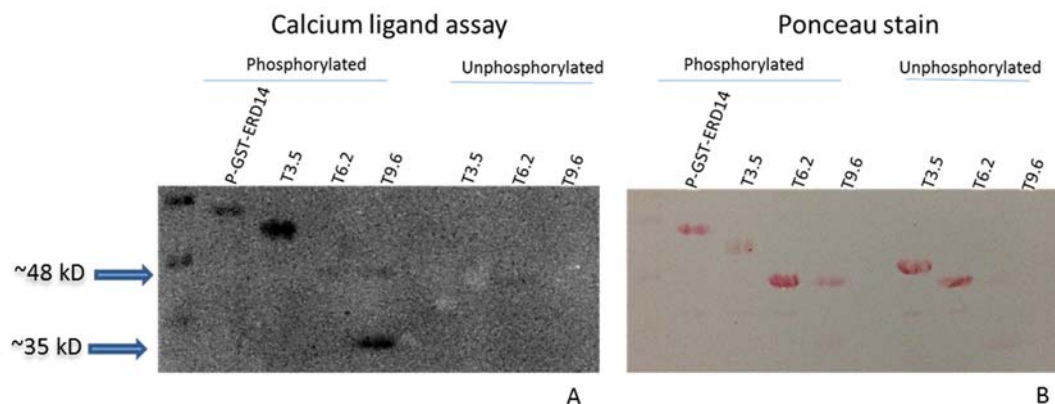 Calcium ligand assay
Ponceau stain
Phosphorylated
Unphosphorylated
Phosphorylated
Unphosphorylated
P-GST-ERD14
T3.5
T6.2
T9.6
T3.5
T6.2
T9.6
P-GST-ERD14
T3.5
T6.2
T9.6
T3.5
T6.2
T9.6
~48 kD
~35 kD
A
B